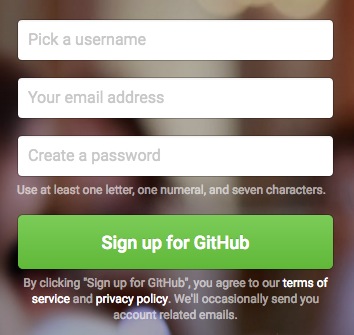 Pick a username
Your email address
Create a password
Use at least one letter, one numeral, and seven characters.
Sign up for GitHub
By clicking "Sign up for GitHub", you agree to our terms of
service and privacy policy. We'll occasionally send you
account related emails.